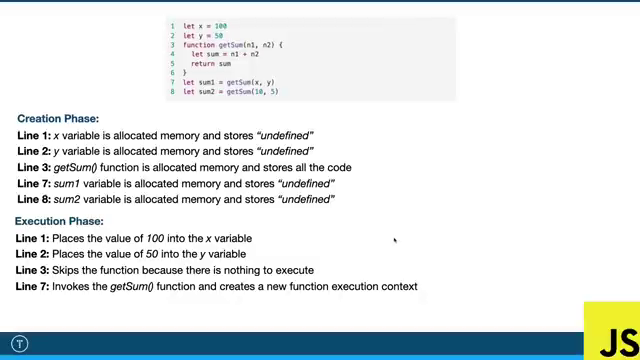 1 let x = 100
2 let y = 50
3 function getSum(n1, n2) {
4 let sum = n1 + n2
5 return sum
6 }
7 let sum1 = getSum(x, y)
8 let sum2 = getSum(10, 5)
Creation Phase:
Line 1: x variable is allocated memory and stores “undefined”
Line 2: y variable is allocated memory and stores “undefined”
Line 3: getSum() function is allocated memory and stores all the code
Line 7: sum1 variable is allocated memory and stores “undefined”
Line 8: sum2 variable is allocated memory and stores “undefined”
Execution Phase:
Line 1: Places the value of 100 into the x variable
Line 2: Places the value of 50 into the y variable
Line 3: Skips the function because there is nothing to execute
Line 7: Invokes the getSum() function and creates a new function execution context
T
JS